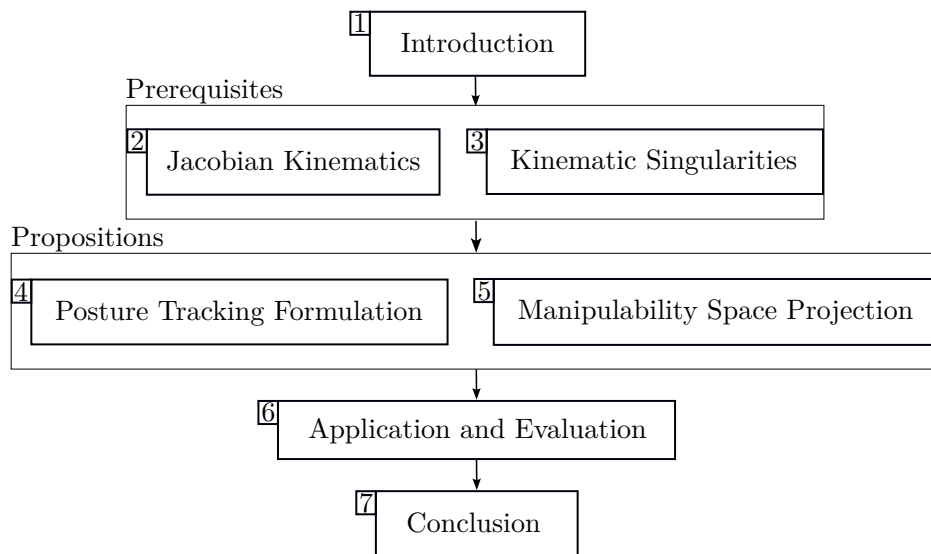 1
Introduction
Prerequisites
2
Jacobian Kinematics
3
Kinematic Singularities
Propositions
4
Posture Tracking Formulation
5
Manipulability Space Projection
6
Application and Evaluation
7
Conclusion